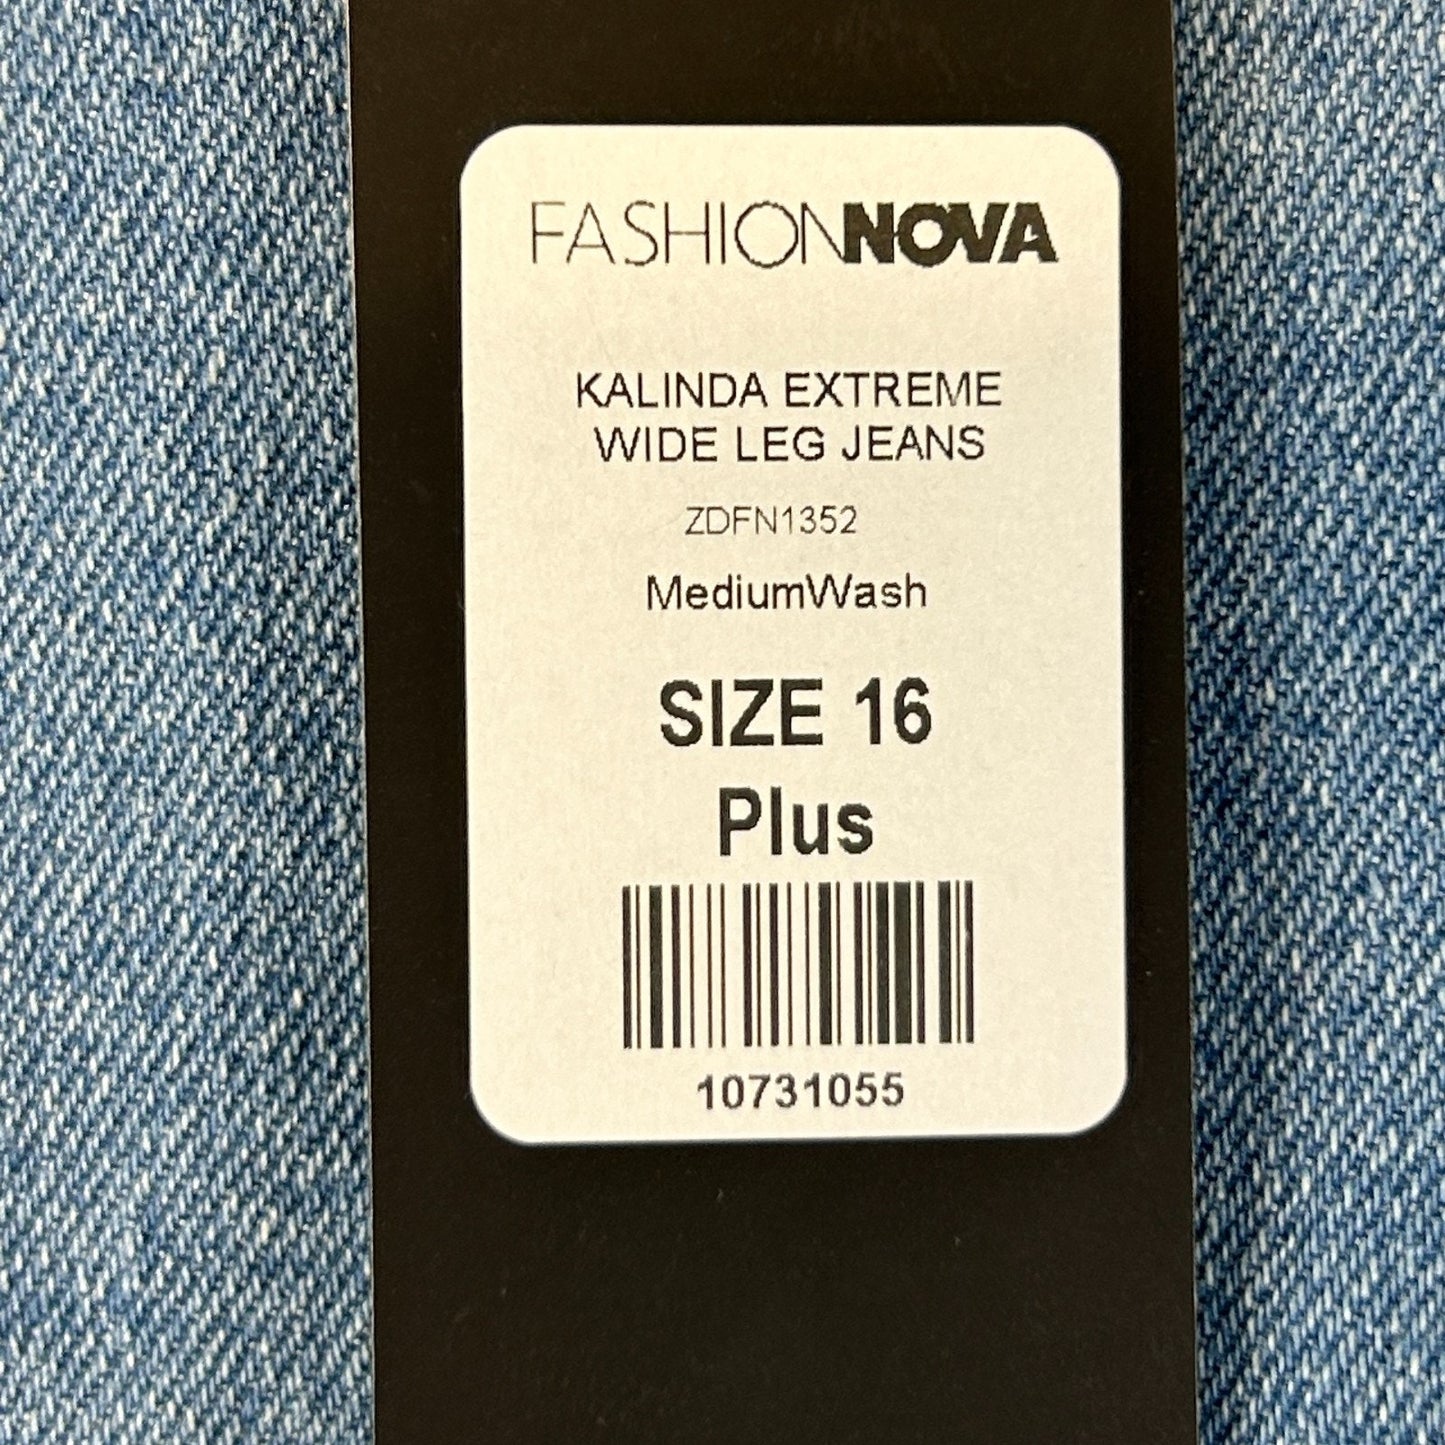 FASHIONNOVA
KALINDA EXTREME
WIDE LEG JEANS
ZDFN1352
MediumWash
SIZE 16
Plus
10731055